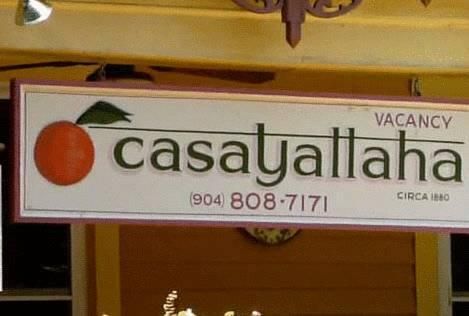 VACANCY
casayallaha
CIRCA 1880
(904) 808-7171